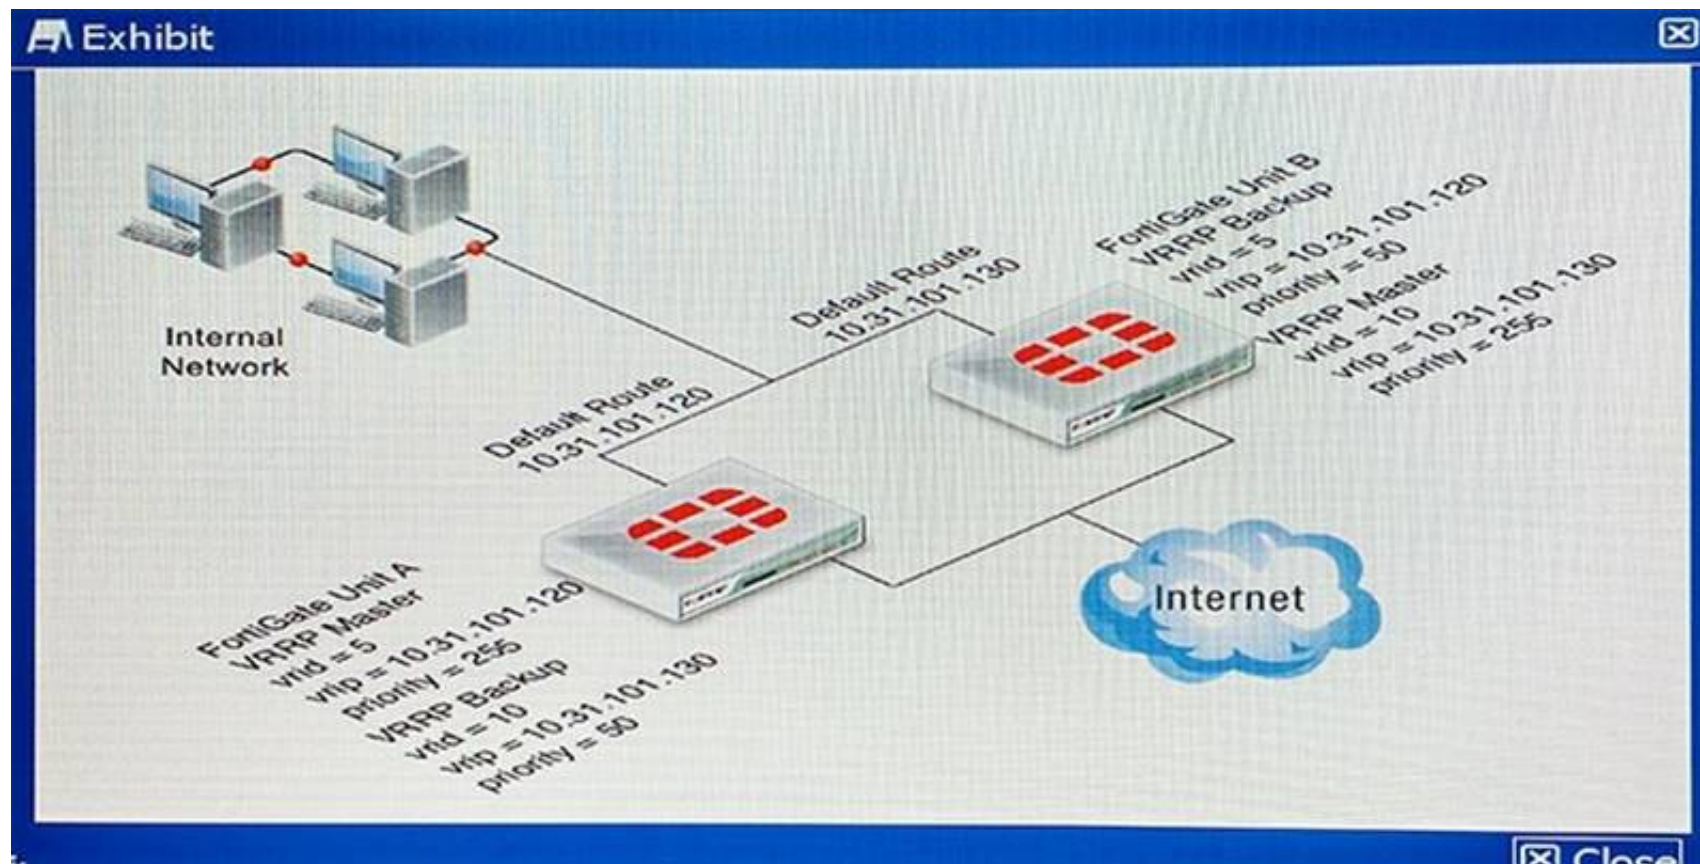 Exhibit
Internal
Network
Default Route
10.31.101.130
Default Route
10.31.101.120
FortiGate Unit B
VRRP Backup
vrid = 5
vrip = 10.31.101.120
priority = 50
VRRP Master
vrid = 10
vrip = 10.31.101.130
priority = 255
FortiGate Unit A
VRRP Master
vrid = 5
vrip = 10.31.101.120
priority = 255
VRRP Backup
vrid = 10
vrip = 10.31.101.130
priority = 50
Internet
Close